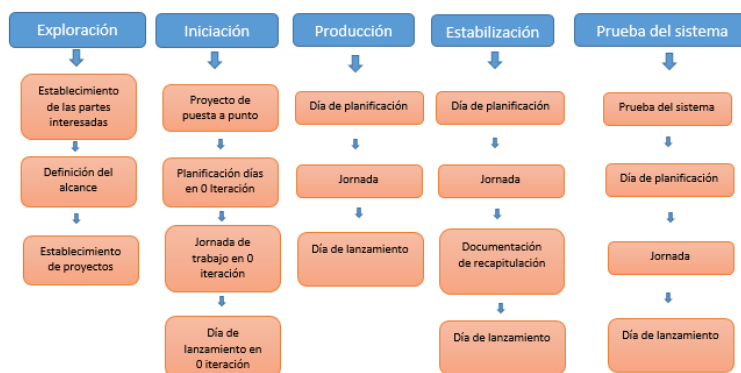 Exploración
Iniciación
Producción
Estabilización
Prueba del sistema
Establecimiento
de las partes
interesadas
Definición del
alcance
Establecimiento
de proyectos
Proyecto de
puesta a punto
Planificación días
en 0 Iteración
Jornada de
trabajo en 0
iteración
Día de
lanzamiento en
0 iteración
Día de planificación
Jornada
Día de lanzamiento
Día de planificación
Jornada
Documentación
de recapitulación
Día de lanzamiento
Prueba del sistema
Día de planificación
Jornada
Día de lanzamiento